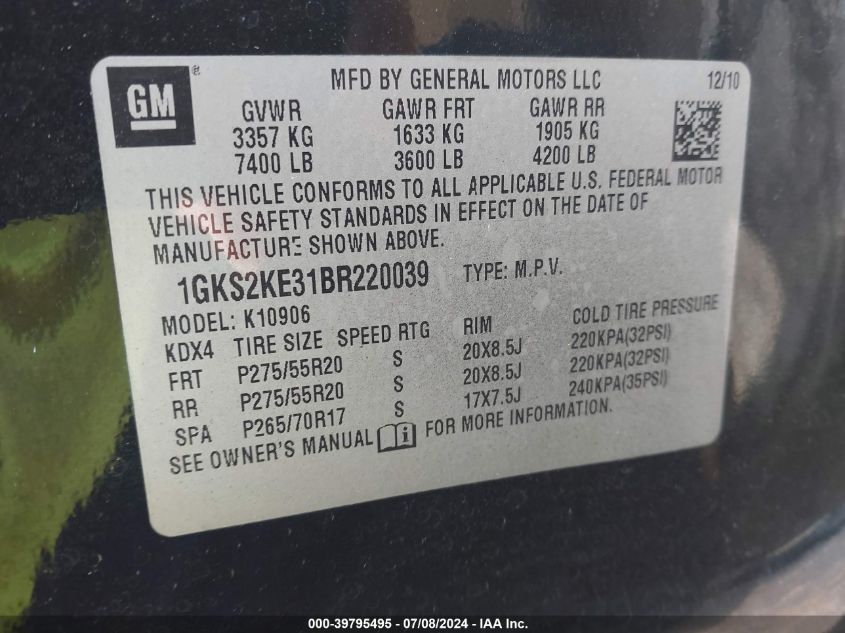 GM ® MFD BY GENERAL MOTORS LLC 12/10
GVWR GAWR FRT GAWR RR
3357 KG 1633 KG 1905 KG
7400 LB 3600 LB 4200 LB
THIS VEHICLE CONFORMS TO ALL APPLICABLE U.S. FEDERAL MOTOR
VEHICLE SAFETY STANDARDS IN EFFECT ON THE DATE OF
MANUFACTURE SHOWN ABOVE.
1GKS2KE31BR220039 TYPE: M.P.V.
MODEL: K10906
KDX4 TIRE SIZE SPEED RTG RIM COLD TIRE PRESSURE
FRT P275/55R20 S 20X8.5J 220KPA(32PSI)
RR P275/55R20 S 20X8.5J 220KPA(32PSI)
SPA P265/70R17 S 17X7.5J 240KPA(35PSI)
SEE OWNER'S MANUAL i FOR MORE INFORMATION.
000-39795495 - 07/08/2024 - IAA Inc.